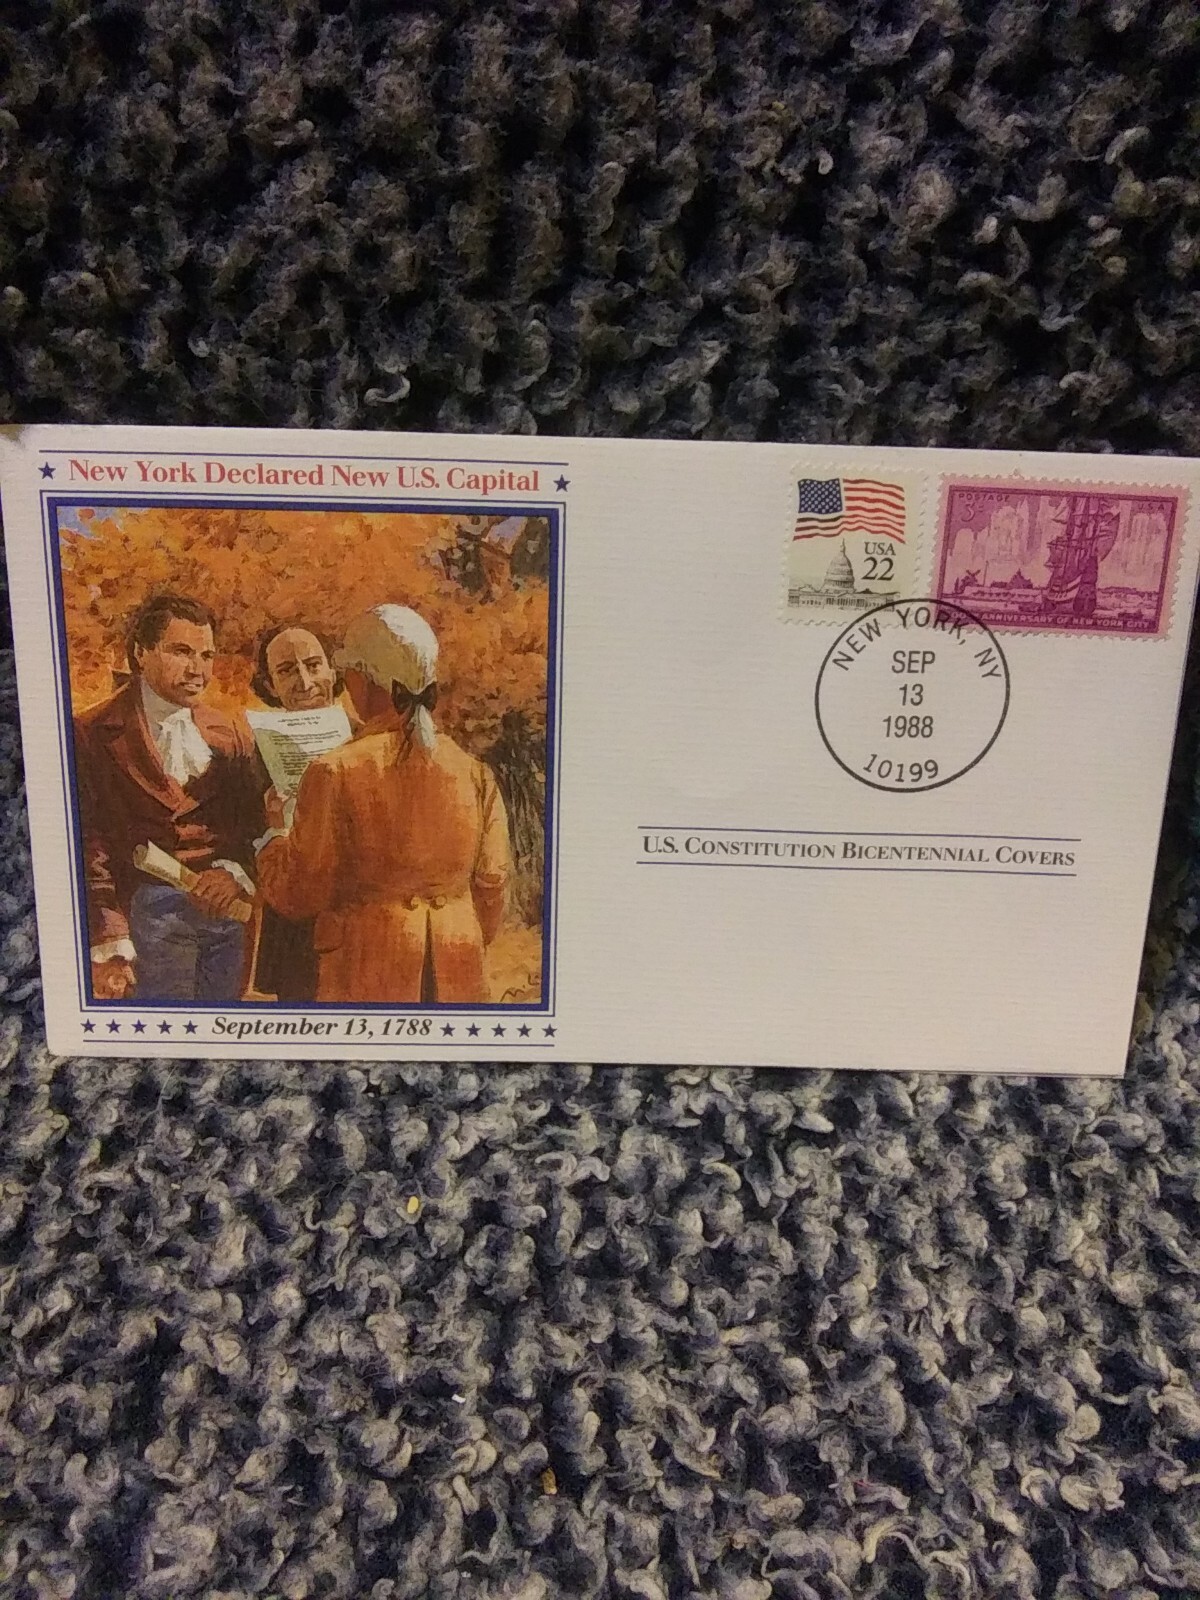 ★ New York Declared New U.S. Capital ★
★ ★ ★ ★ ★ September 13, 1788 ★ ★ ★ ★ ★
USA
22
POSTAGE
3¢
U.S.A.
ANNIVERSARY OF NEW YORK CITY
NEW YORK, NY
SEP
13
1988
10199
U.S. CONSTITUTION BICENTENNIAL COVERS